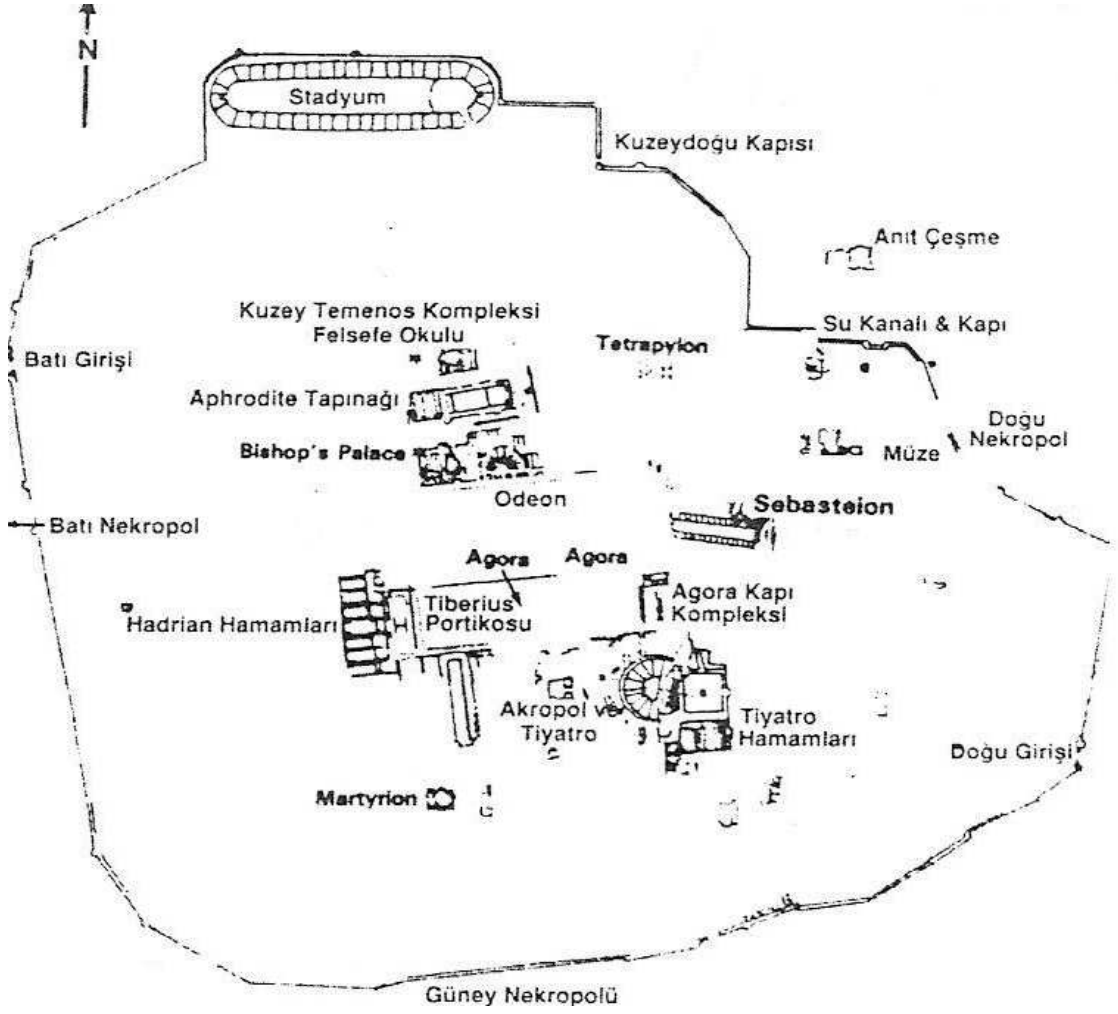 N
Stadyum
Kuzeydoğu Kapısı
Anıt Çeşme
Kuzey Temenos Kompleksi
Felsefe Okulu
Su Kanalı & Kapı
Tetrapylon
Batı Girişi
Aphrodite Tapınağı
Doğu
Nekropol
Müze
Bishop's Palace
Odeon
Sebasteion
Batı Nekropol
Agora
Agora
Agora Kapı
Kompleksi
Tiberius
Portikosu
Hadrian Hamamları
Akropol ve
Tiyatro
Tiyatro
Hamamları
Doğu Girişi
Martyrion
Güney Nekropolü